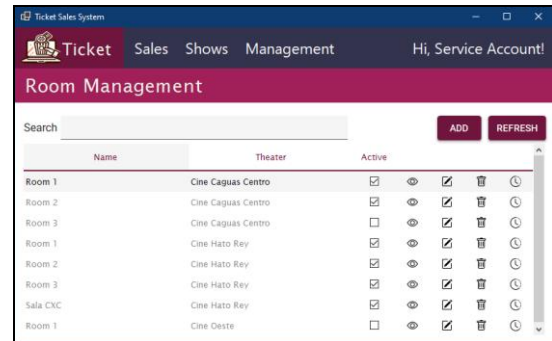 Ticket Sales System
Ticket Sales Shows Management Hi, Service Account!
Room Management
Search ADD REFRESH
Name Theater Active
Room 1 Cine Caguas Centro
Room 2 Cine Caguas Centro
Room 3 Cine Caguas Centro
Room 1 Cine Hato Rey
Room 2 Cine Hato Rey
Room 3 Cine Hato Rey
Sala CXC Cine Hato Rey
Room 1 Cine Oeste